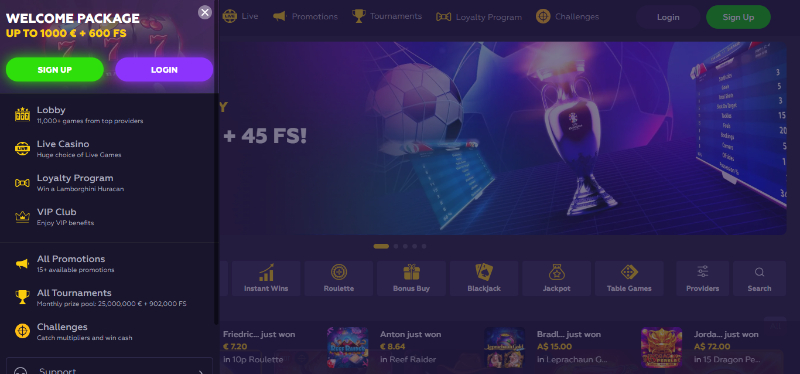 WELCOME PACKAGE
UP TO 1000 € + 600 FS
SIGN UP
LOGIN
Lobby
11,000+ games from top providers
Live Casino
Huge choice of Live Games
Loyalty Program
Win a Lamborghini Huracan
VIP Club
Enjoy VIP benefits
All Promotions
15+ available promotions
All Tournaments
Monthly prize pool: 25,000,000 € + 902,000 FS
Challenges
Catch multipliers and win cash
Support
Live
Promotions
Tournaments
Loyalty Program
Challenges
Login
Sign Up
Y
+ 45 FS!
Instant Wins
Roulette
Bonus Buy
Blackjack
Jackpot
Table Games
Providers
Search
Friedric... just won
€ 7.20
in 10p Roulette
Anton just won
€ 8.64
in Reef Raider
Bradl... just won
A$ 15.00
in Leprechaun G...
Jorda... just won
A$ 72.00
in 15 Dragon Pe...